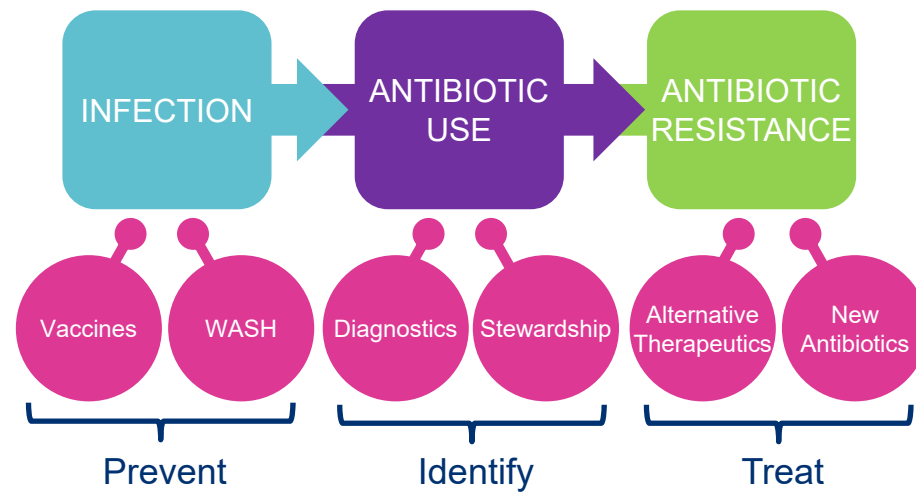 INFECTION
ANTIBIOTIC
USE
ANTIBIOTIC
RESISTANCE
Vaccines
WASH
Diagnostics
Stewardship
Alternative
Therapeutics
New
Antibiotics
Prevent
Identify
Treat